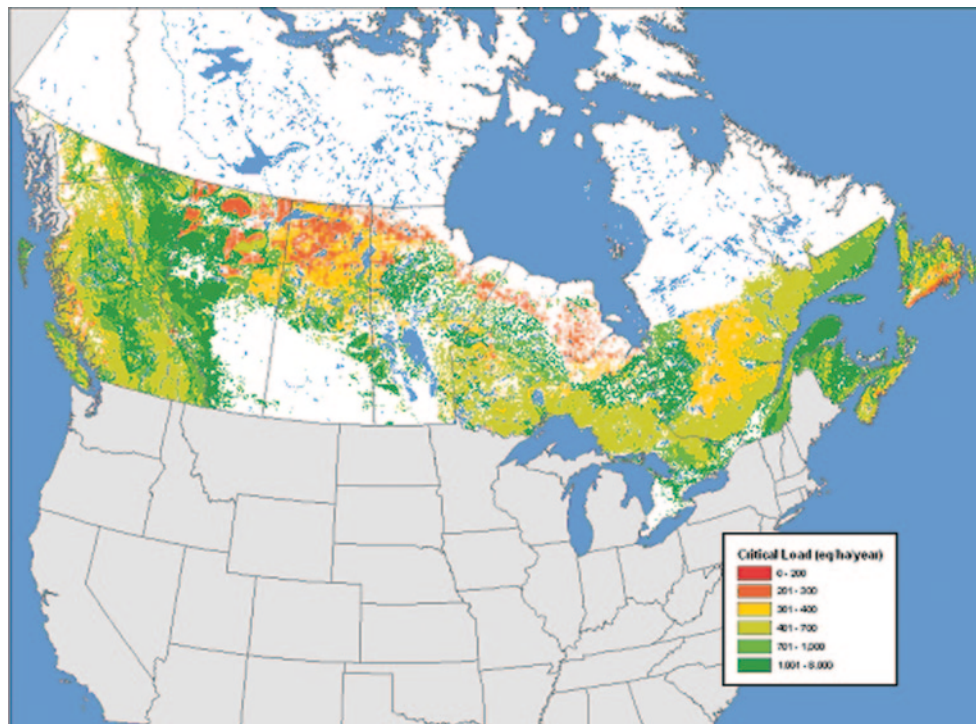 Critical Load (eq/ha/year)
0 - 200
201 - 300
301 - 400
401 - 700
701 - 1,000
1,001 - 8,000